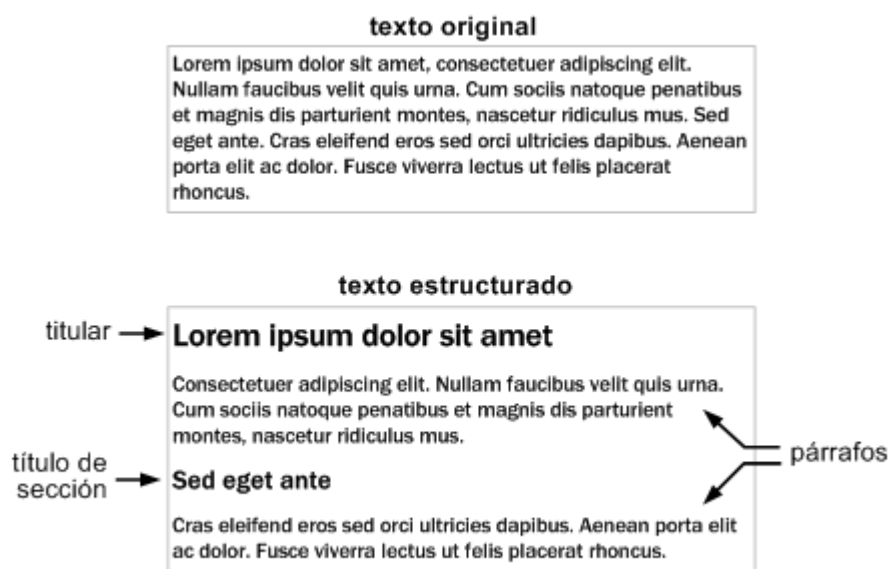 texto original
Lorem ipsum dolor sit amet, consectetuer adipiscing elit.
Nullam faucibus velit quis urna. Cum sociis natoque penatibus
et magnis dis parturient montes, nascetur ridiculus mus. Sed
eget ante. Cras eleifend eros sed orci ultricies dapibus. Aenean
porta elit ac dolor. Fusce viverra lectus ut felis placerat
rhoncus.
texto estructurado
titular
Lorem ipsum dolor sit amet
Consectetuer adipiscing elit. Nullam faucibus velit quis urna.
Cum sociis natoque penatibus et magnis dis parturient
montes, nascetur ridiculus mus.
párrafos
título de
sección
Sed eget ante
Cras eleifend eros sed orci ultricies dapibus. Aenean porta elit
ac dolor. Fusce viverra lectus ut felis placerat rhoncus.